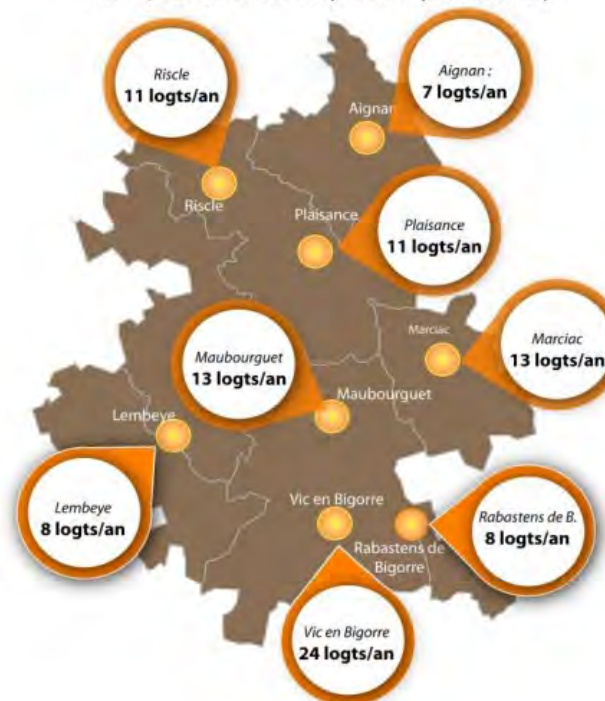 Riscle
11 logts/an
Aignan :
7 logts/an
Aignan
Riscle
Plaisance
Plaisance
11 logts/an
Marciac
Marciac
13 logts/an
Maubourguet
13 logts/an
Maubourguet
Lembeye
Lembeye
8 logts/an
Vic en Bigorre
Rabastens de
Bigorre
Rabastens de B.
8 logts/an
Vic en Bigorre
24 logts/an